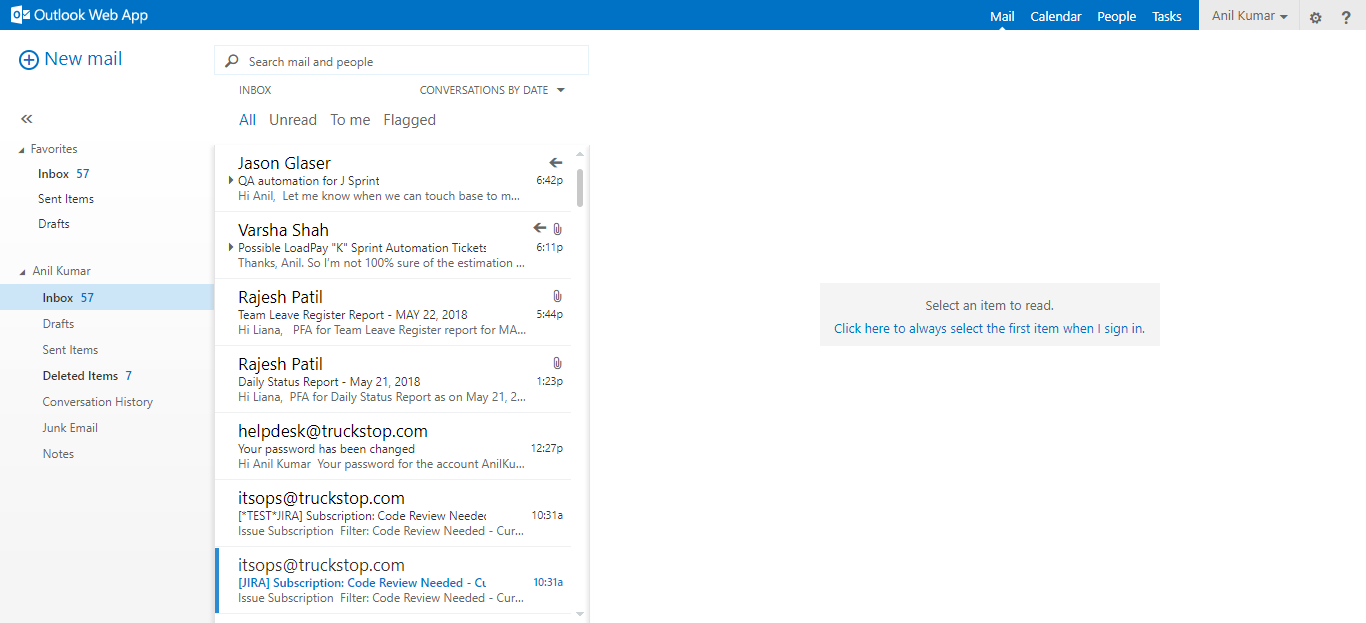 Outlook Web App
Mail Calendar People Tasks Anil Kumar ?
New mail
«
Favorites
Inbox 57
Sent Items
Drafts
Anil Kumar
Inbox 57
Drafts
Sent Items
Deleted Items 7
Conversation History
Junk Email
Notes
Search mail and people
INBOX CONVERSATIONS BY DATE
All Unread To me Flagged
Jason Glaser
QA automation for J Sprint 6:42p
Hi Anil, Let me know when we can touch base to m...
Varsha Shah
Possible LoadPay "K" Sprint Automation Tickets 6:11p
Thanks, Anil. So I'm not 100% sure of the estimation ...
Rajesh Patil
Team Leave Register Report - MAY 22, 2018 5:44p
Hi Liana, PFA for Team Leave Register report for MA...
Rajesh Patil
Daily Status Report - May 21, 2018 1:23p
Hi Liana, PFA for Daily Status Report as on May 21, 2...
helpdesk@truckstop.com
Your password has been changed 12:27p
Hi Anil Kumar Your password for the account AnilKu...
itsops@truckstop.com
[*TEST*JIRA] Subscription: Code Review Needed 10:31a
Issue Subscription Filter: Code Review Needed - Cur...
itsops@truckstop.com
[JIRA] Subscription: Code Review Needed - Cu 10:31a
Issue Subscription Filter: Code Review Needed - Cur...
Select an item to read.
Click here to always select the first item when I sign in.